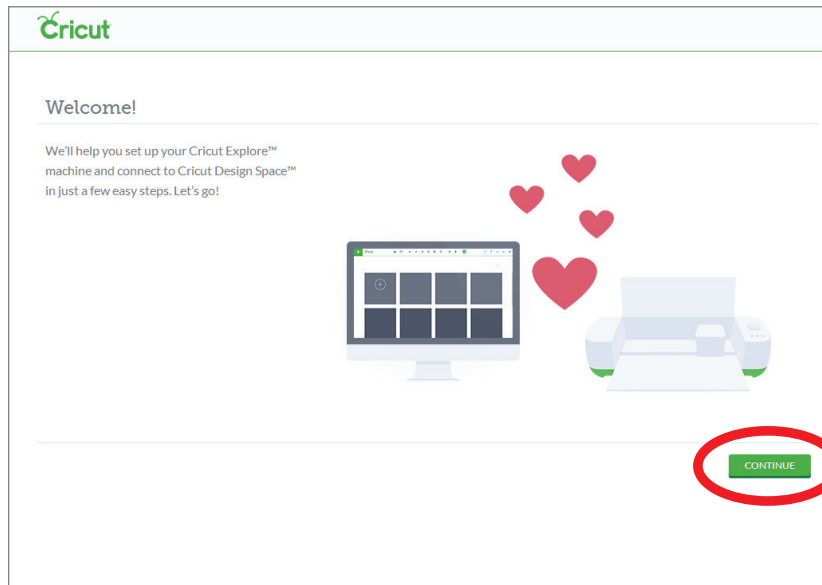 Cricut
Welcome!
We'll help you set up your Cricut Explore™
machine and connect to Cricut Design Space™
in just a few easy steps. Let's go!
CONTINUE